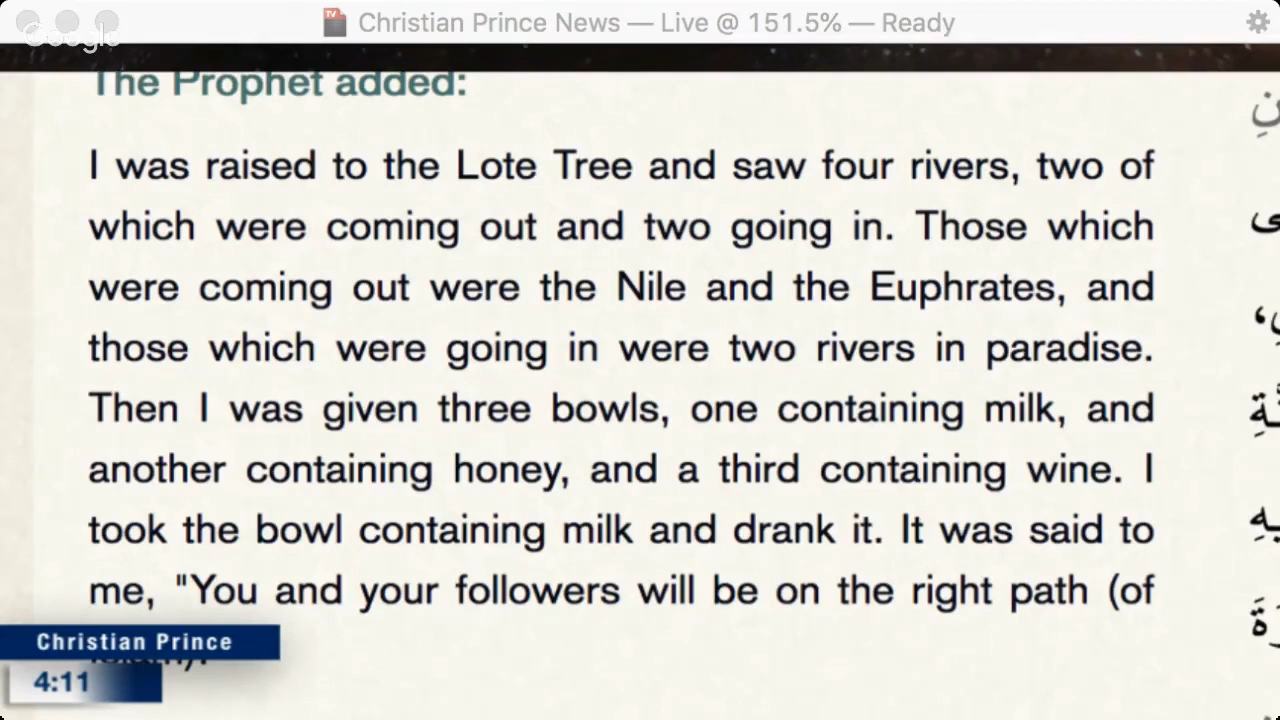 Google
TV
Christian Prince News — Live @ 151.5% — Ready
The Prophet added:
I was raised to the Lote Tree and saw four rivers, two of
which were coming out and two going in. Those which
were coming out were the Nile and the Euphrates, and
those which were going in were two rivers in paradise.
Then I was given three bowls, one containing milk, and
another containing honey, and a third containing wine. I
took the bowl containing milk and drank it. It was said to
me, "You and your followers will be on the right path (of
Christian Prince
4:11